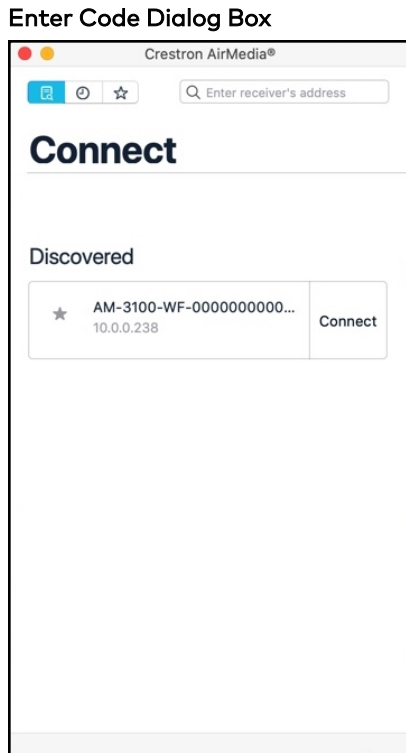 Enter Code Dialog Box
Crestron AirMedia®
Enter receiver's address
Connect
Discovered
AM-3100-WF-0000000000...
Connect
10.0.0.238